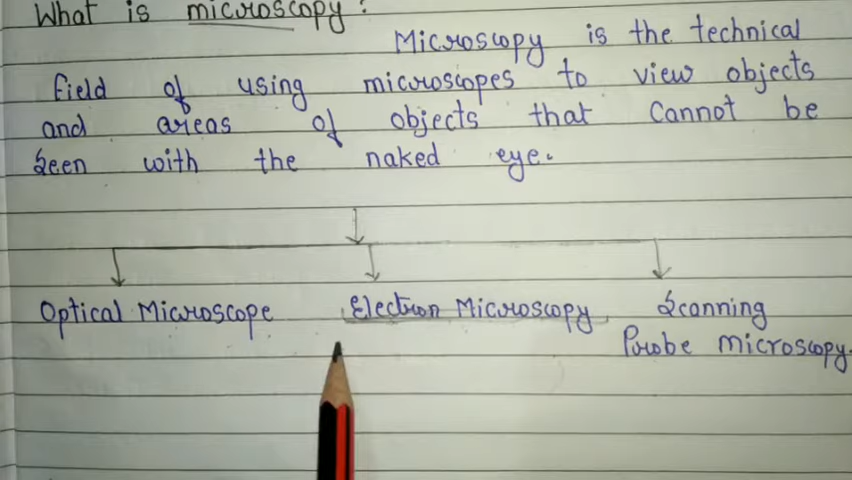 What is microscopy?
Microscopy is the technical
field of using microscopes to view objects
and areas of objects that cannot be
seen with the naked eye.
Optical Microscope Electron Microscopy Scanning
Probe microscopy.